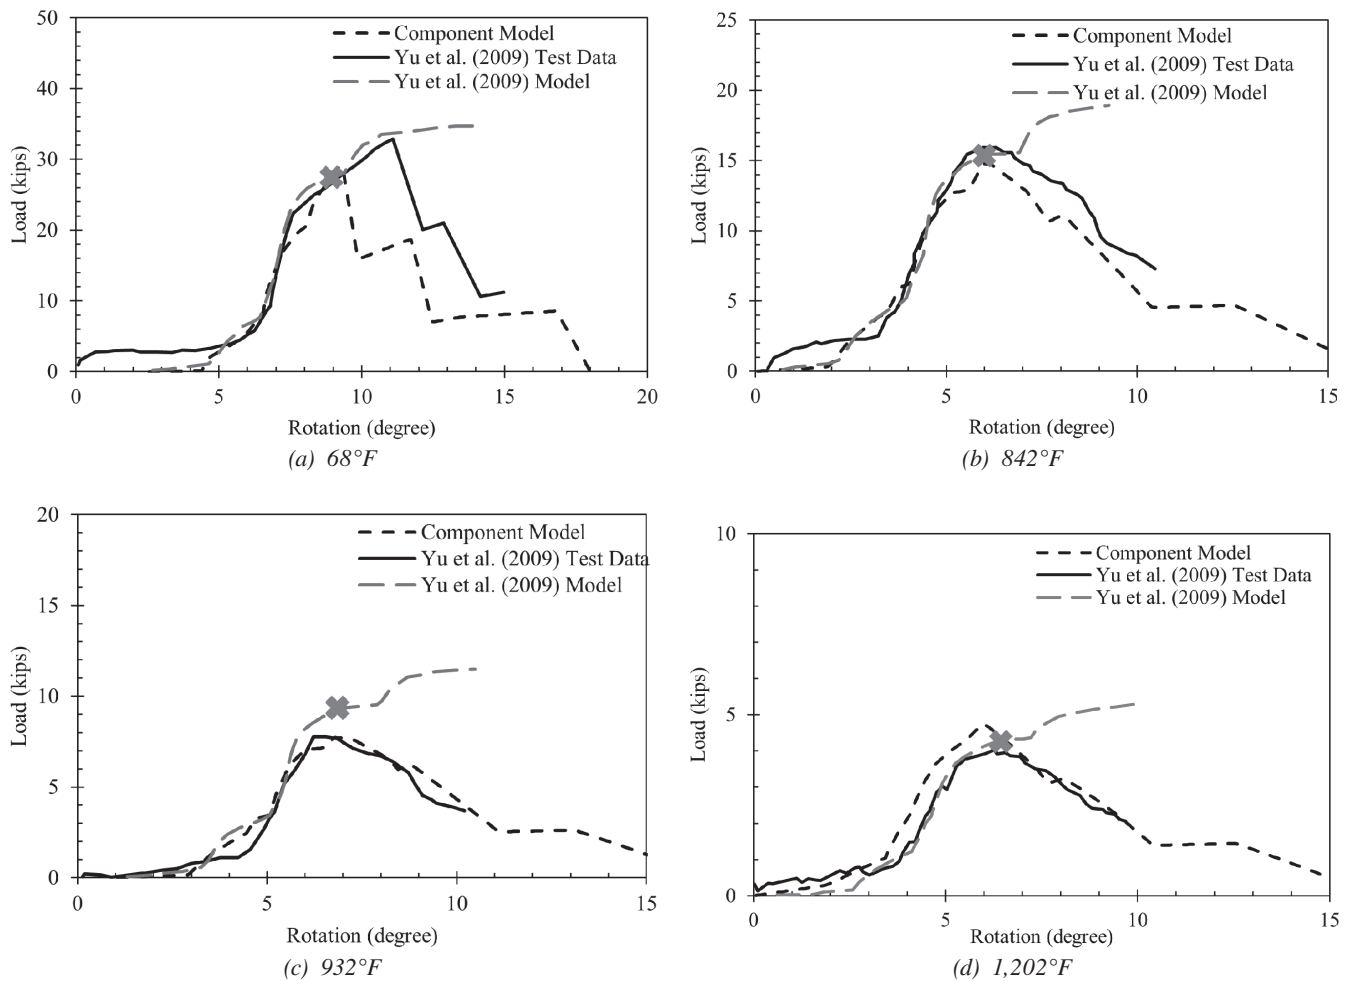 50
40
30
20
10
0
Load (kips)
Component Model
Yu et al. (2009) Test Data
Yu et al. (2009) Model
0 5 10 15 20
Rotation (degree)
(a) 68°F
25
20
15
10
5
0
Load (kips)
Component Model
Yu et al. (2009) Test Data
Yu et al. (2009) Model
0 5 10 15
Rotation (degree)
(b) 842°F
20
15
10
5
0
Load (kips)
Component Model
Yu et al. (2009) Test Data
Yu et al. (2009) Model
0 5 10 15
Rotation (degree)
(c) 932°F
10
5
0
Load (kips)
Component Model
Yu et al. (2009) Test Data
Yu et al. (2009) Model
0 5 10 15
Rotation (degree)
(d) 1,202°F